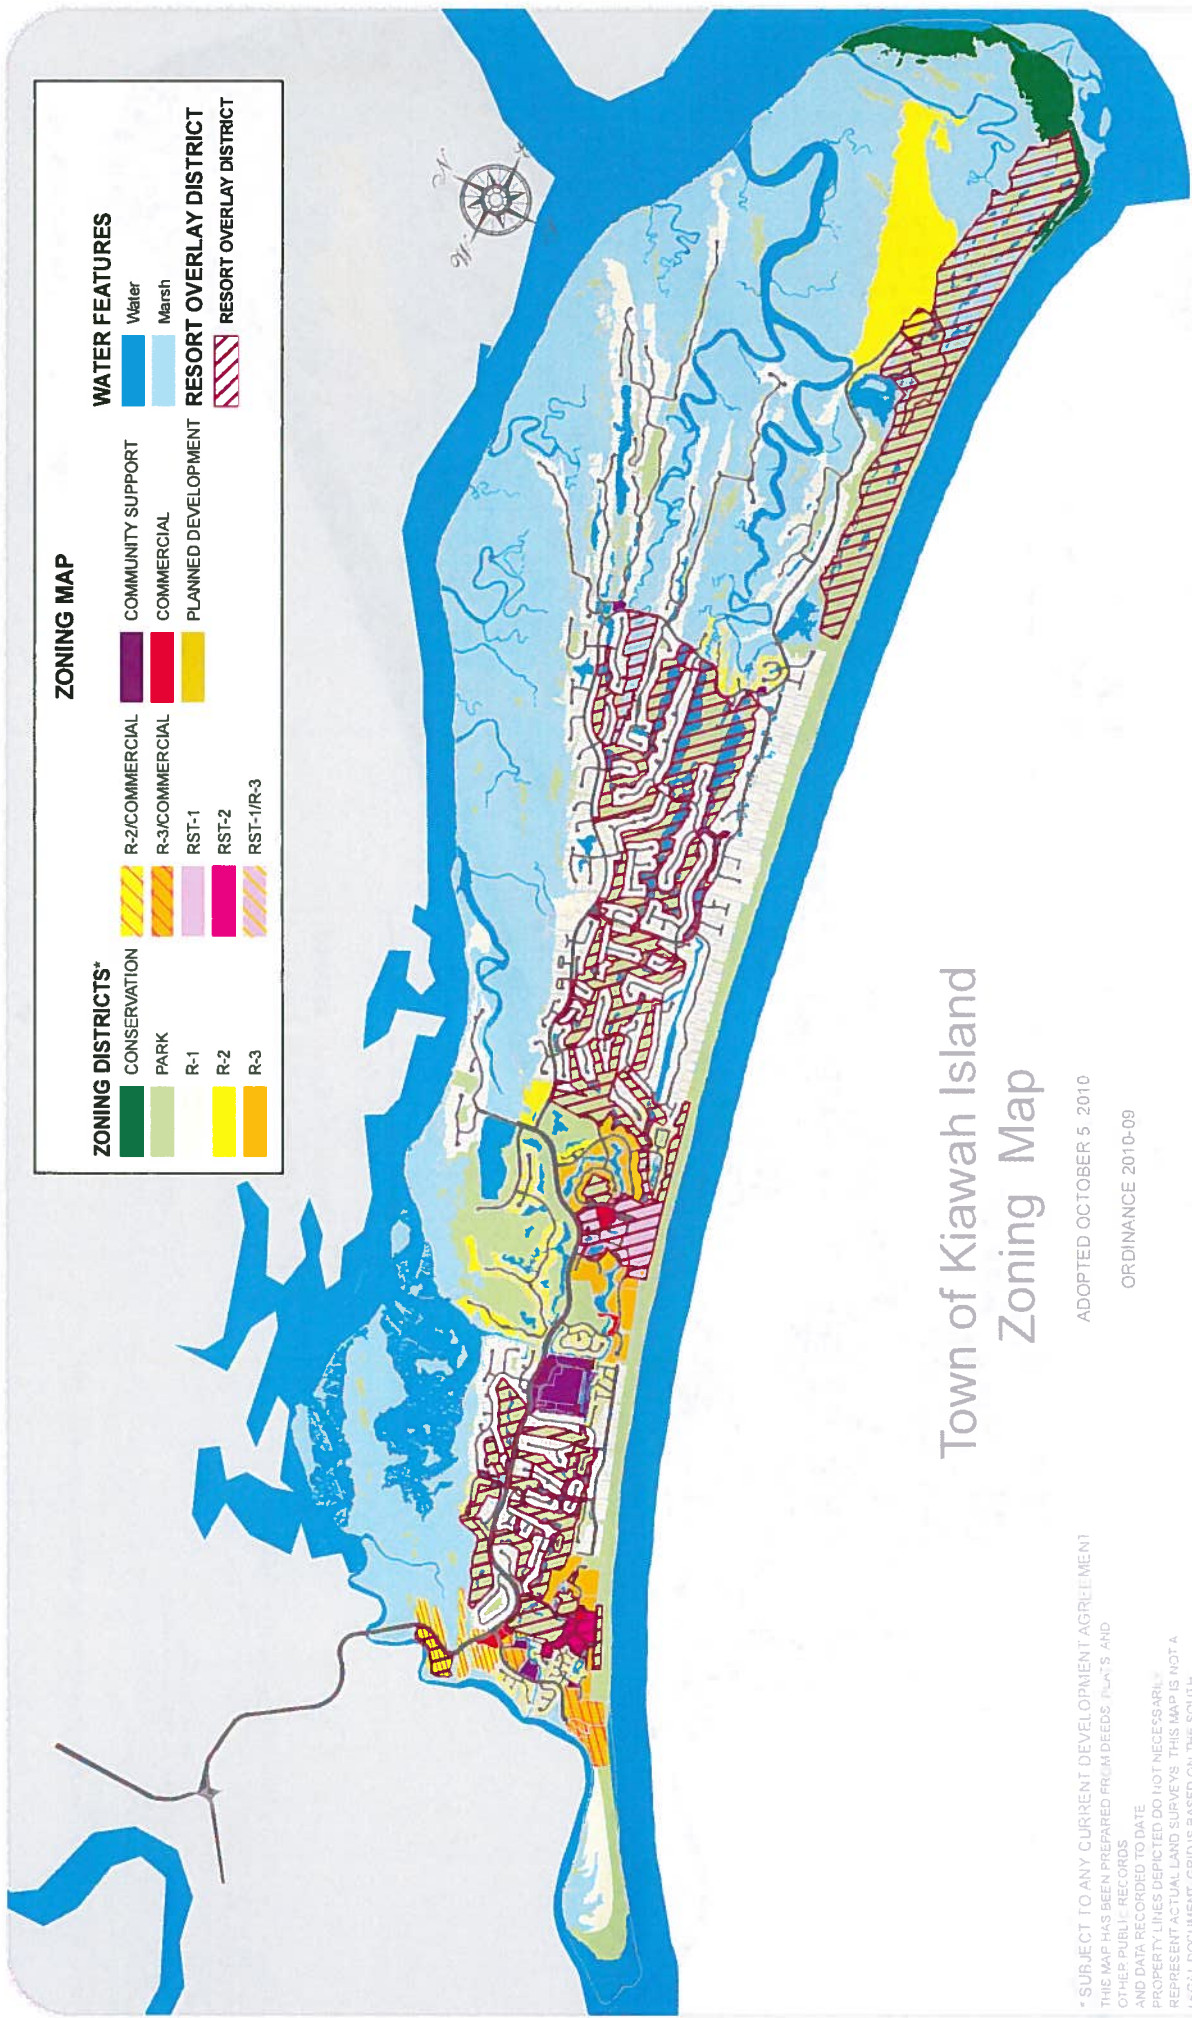 ZONING MAP
ZONING DISTRICTS*
CONSERVATION
PARK
R-1
R-2
R-3
R-2/COMMERCIAL
R-3/COMMERCIAL
RST-1
RST-2
RST-1/R-3
COMMUNITY SUPPORT
COMMERCIAL
PLANNED DEVELOPMENT
WATER FEATURES
Water
Marsh
RESORT OVERLAY DISTRICT
RESORT OVERLAY DISTRICT
N
W
Town of Kiawah Island
Zoning Map
ADOPTED OCTOBER 5 2010
ORDINANCE 2010-09
* SUBJECT TO ANY CURRENT DEVELOPMENT AGREEMENT
THIS MAP HAS BEEN PREPARED FROM DEEDS PLATS AND
OTHER PUBLIC RECORDS
AND DATA RECORDED TO DATE
PROPERTY LINES DEPICTED DO NOT NECESSARILY
REPRESENT ACTUAL LAND SURVEYS THIS MAP IS NOT A